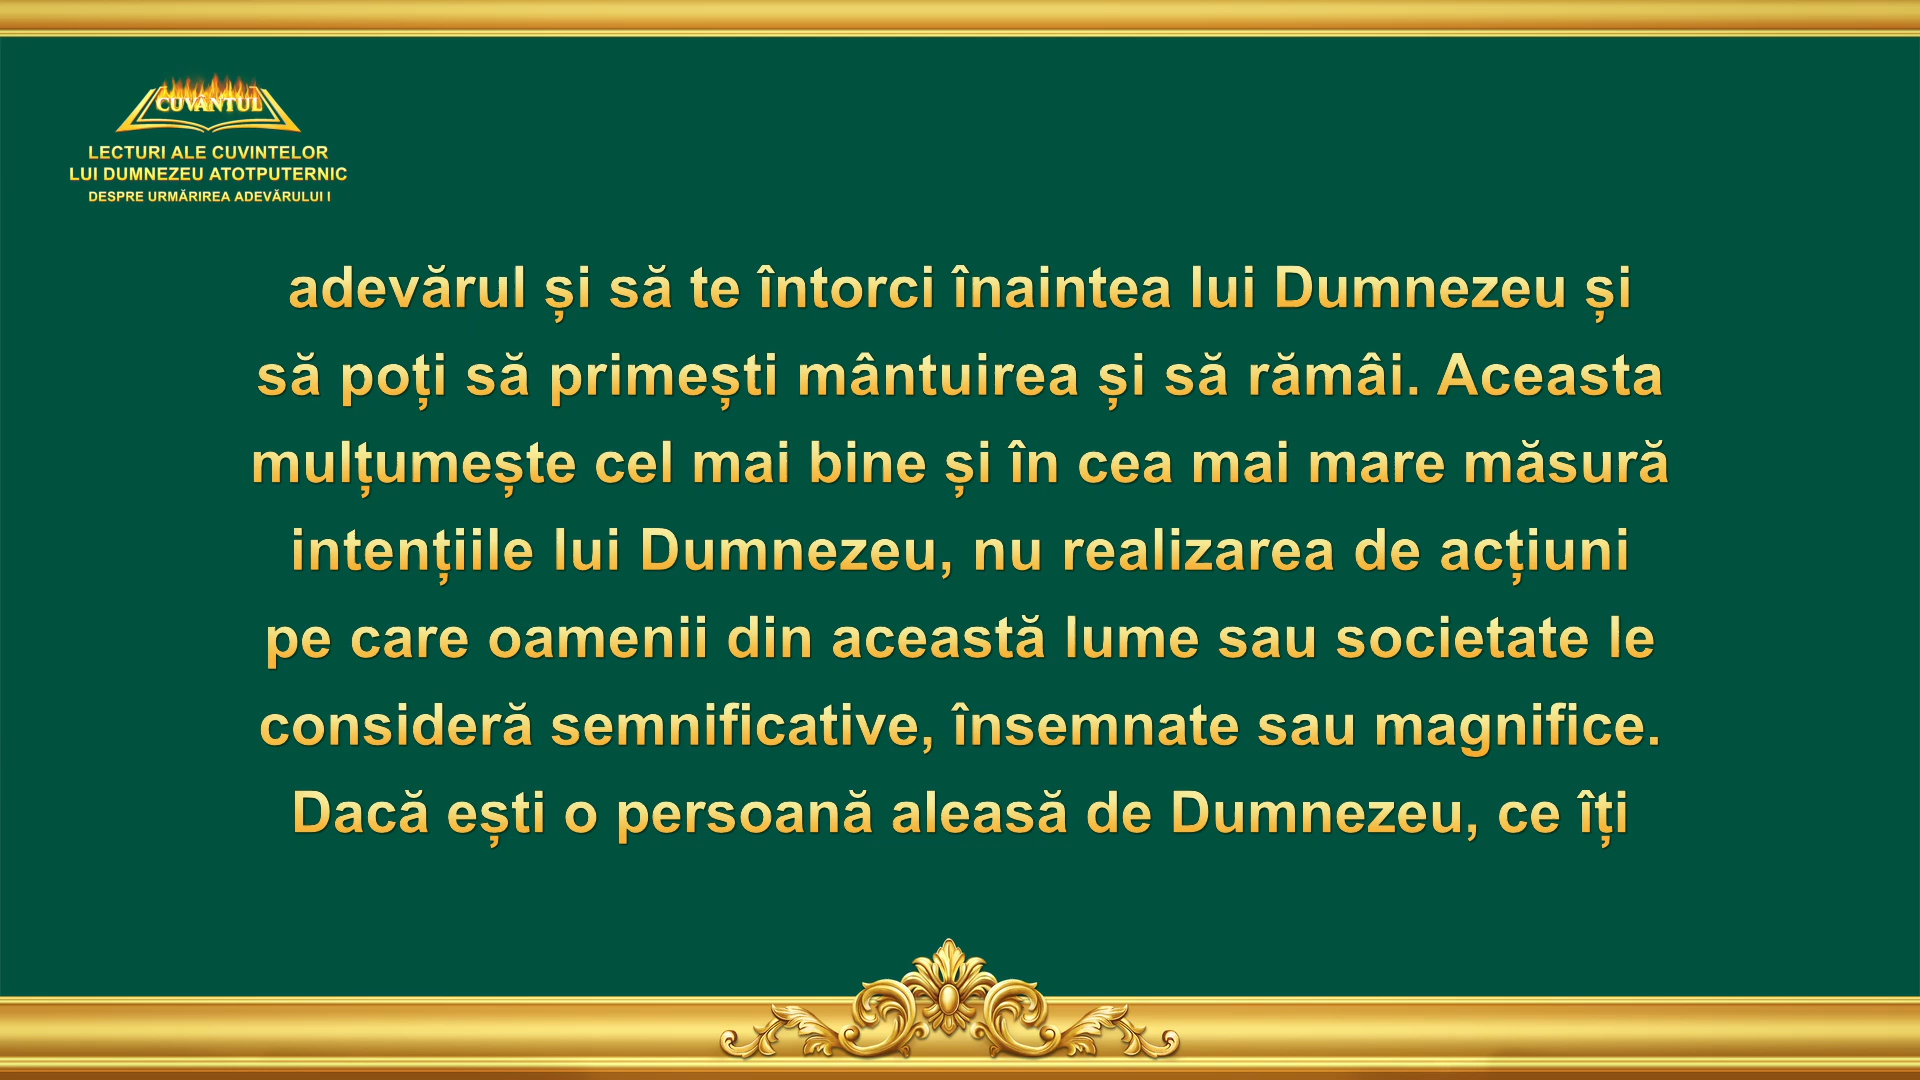 CUVÂNTUL
LECTURI ALE CUVINTELOR
LUI DUMNEZEU ATOTPUTERNIC
DESPRE URMĂRIREA ADEVĂRULUI I
adevărul și să te întorci înaintea lui Dumnezeu și
să poți să primești mântuirea și să rămâi. Aceasta
mulțumește cel mai bine și în cea mai mare măsură
intențiile lui Dumnezeu, nu realizarea de acțiuni
pe care oamenii din această lume sau societate le
consideră semnificative, însemnate sau magnifice.
Dacă ești o persoană aleasă de Dumnezeu, ce îți